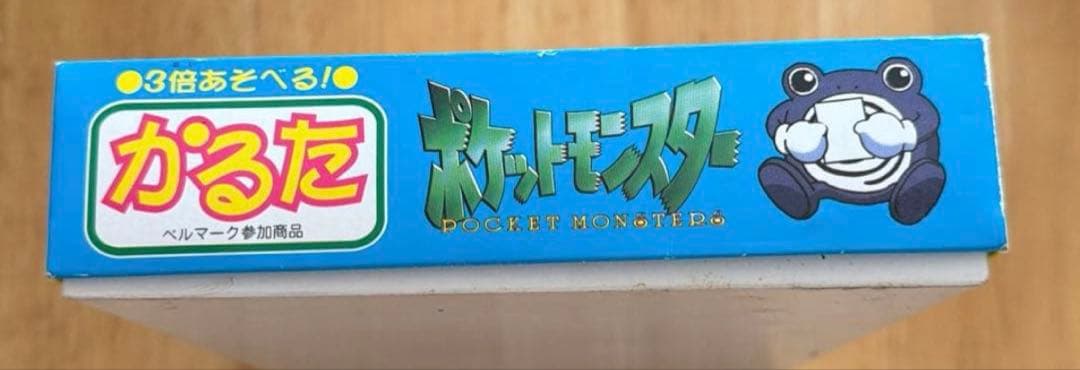 ●3倍あそべる!●
かるた
ベルマーク参加商品
ポケットモンスター
POCKET MONSTERS